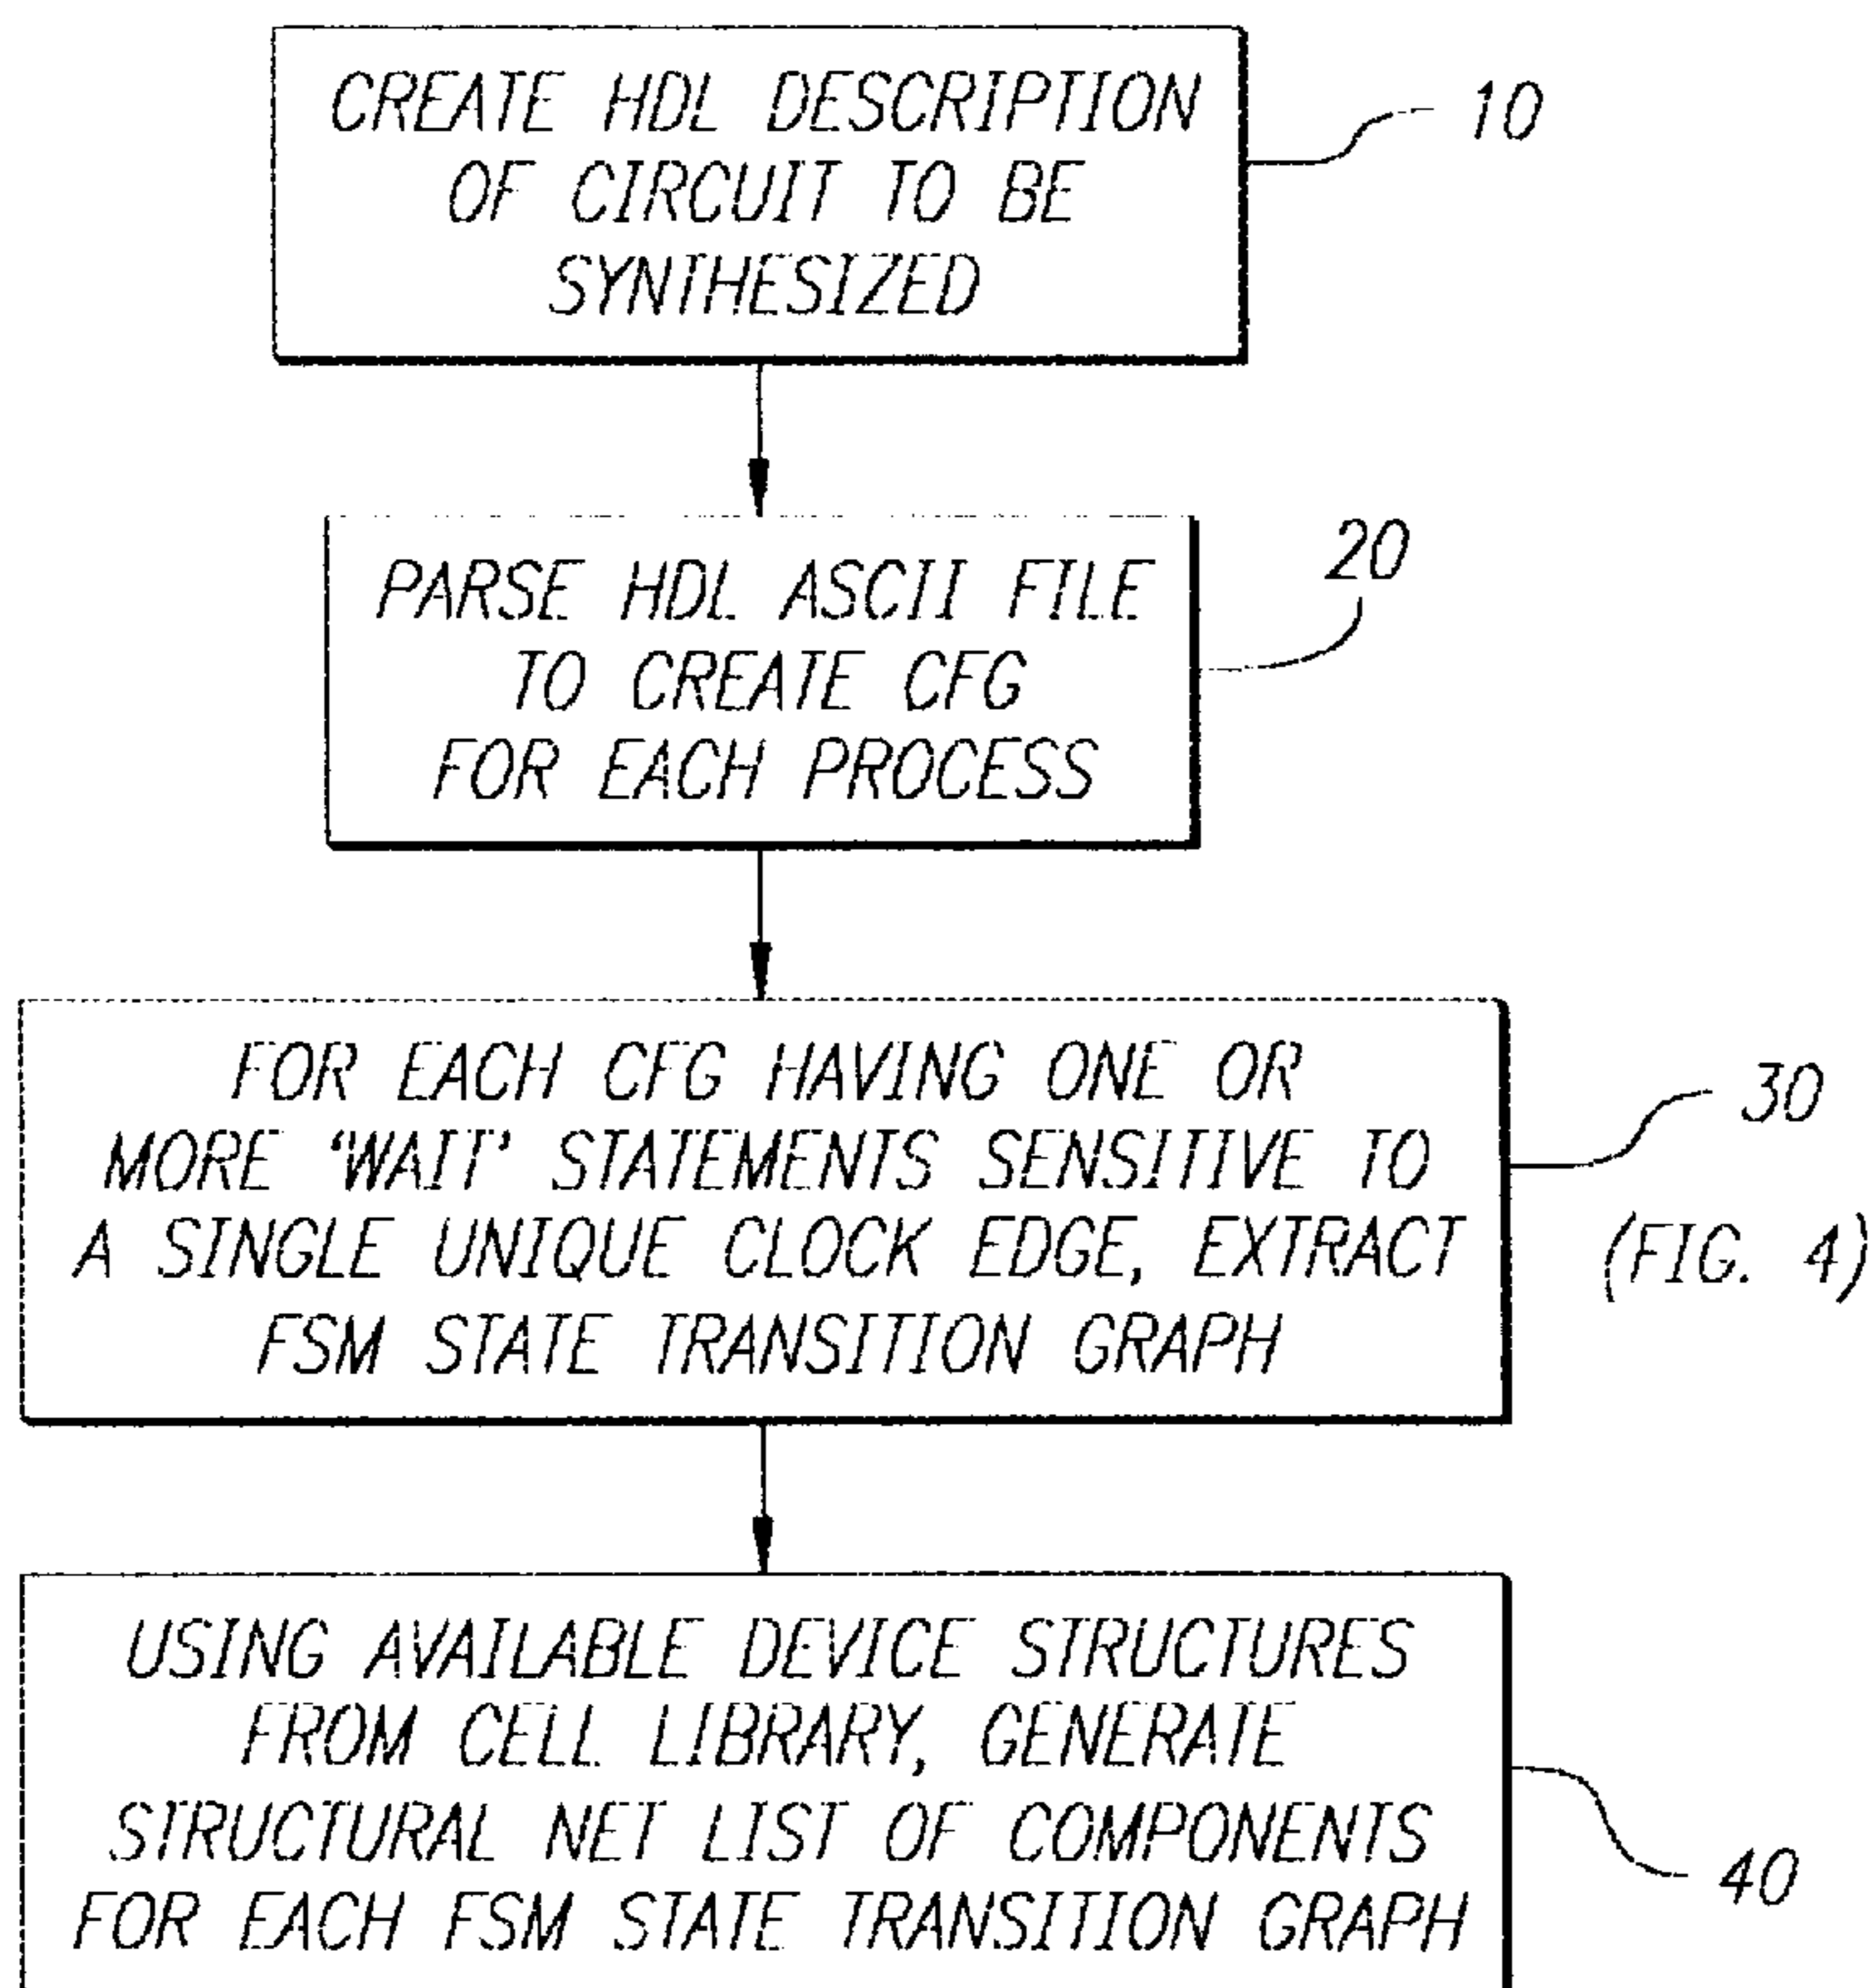 CREATE HDL DESCRIPTION
OF CIRCUIT TO BE
SYNTHESIZED
10
PARSE HDL ASCII FILE
TO CREATE CFG
FOR EACH PROCESS
20
FOR EACH CFG HAVING ONE OR
MORE 'WAIT' STATEMENTS SENSITIVE TO
A SINGLE UNIQUE CLOCK EDGE, EXTRACT
FSM STATE TRANSITION GRAPH
30
(FIG. 4)
USING AVAILABLE DEVICE STRUCTURES
FROM CELL LIBRARY, GENERATE
STRUCTURAL NET LIST OF COMPONENTS
FOR EACH FSM STATE TRANSITION GRAPH
40